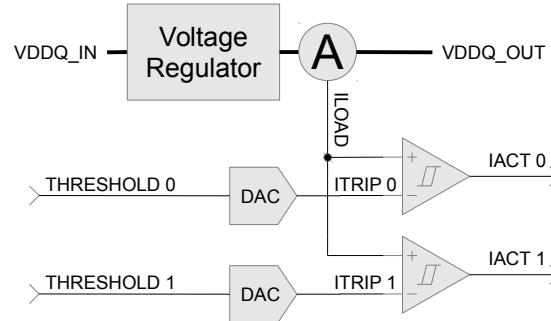 Voltage
Regulator
A
VDDQ_IN
VDDQ_OUT
ILOAD
IACT 0
THRESHOLD 0
DAC
ITRIP 0
+
−
IACT 1
THRESHOLD 1
DAC
ITRIP 1
+
−